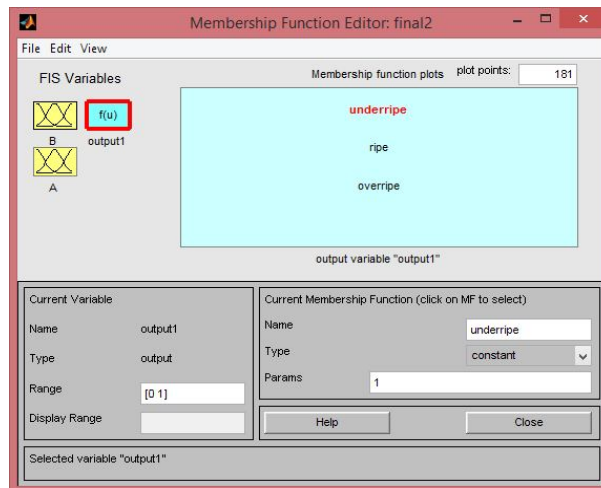 Membership Function Editor: final2
File Edit View
FIS Variables
f(u)
B output1
A
Membership function plots plot points: 181
underripe
ripe
overripe
output variable "output1"
Current Variable
Name output1
Type output
Range [0 1]
Display Range
Current Membership Function (click on MF to select)
Name underripe
Type constant
Params 1
Help Close
Selected variable "output1"